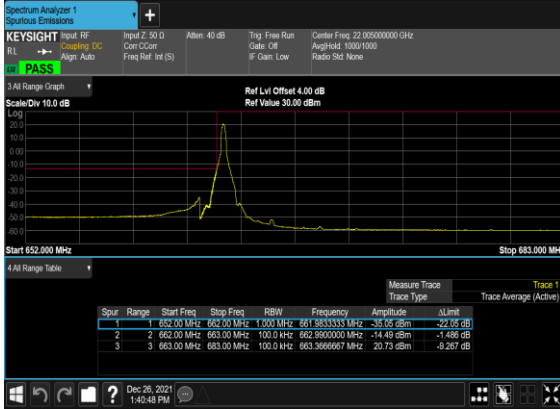 Spectrum Analyzer 1
Spurious Emissions
+
KEYSIGHT Input: RF Input Z: 50 Ω Atten: 40 dB Trig: Free Run Center Freq: 22.005000000 GHz
RL Coupling: DC Corr CCorr Gate: Off Avg|Hold: 1000/1000
Align: Auto Freq Ref: Int (S) IF Gain: Low Radio Std: None
PASS
3 All Range Graph
Ref Lvl Offset 4.00 dB
Scale/Div 10.0 dB Ref Value 30.00 dBm
Log
20.0
10.0
0.00
-10.0
-20.0
-30.0
-40.0
-50.0
-60.0
Start 652.000 MHz Stop 683.000 MH
4 All Range Table
Measure Trace Trace 1
Trace Type Trace Average (Active)
Spur Range Start Freq Stop Freq RBW Frequency Amplitude ΔLimit
1 1 652.00 MHz 662.00 MHz 1.000 MHz 661.9833333 MHz -35.05 dBm -22.05 dB
2 2 662.00 MHz 663.00 MHz 100.0 kHz 662.9900000 MHz -14.49 dBm -1.486 dB
3 3 663.00 MHz 683.00 MHz 100.0 kHz 663.3666667 MHz 20.73 dBm -9.267 dB
? Dec 26, 2021
1:40:48 PM